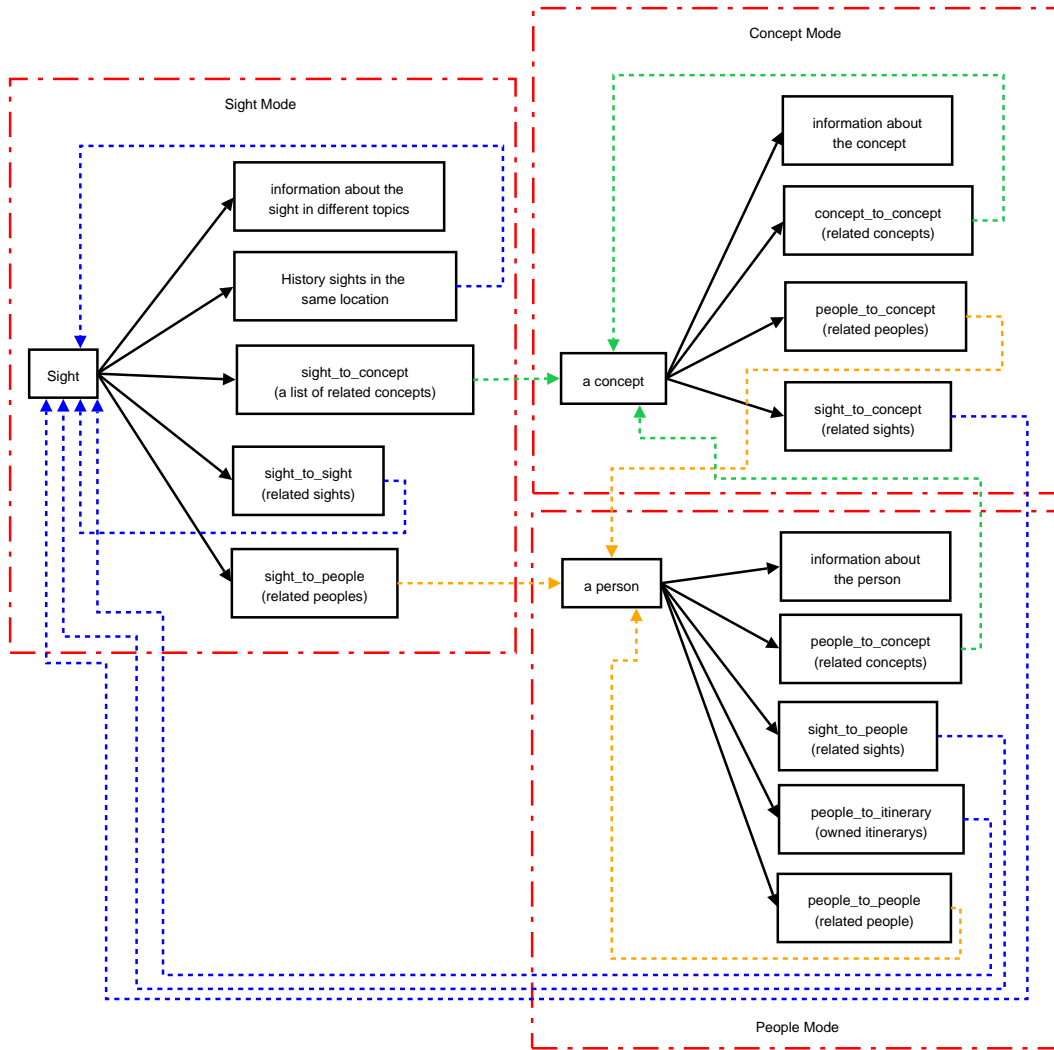 Concept Mode
Sight Mode
information about
the concept
concept_to_concept
(related concepts)
people_to_concept
(related peoples)
a concept
sight_to_concept
(related sights)
information about the
sight in different topics
History sights in the
same location
Sight
sight_to_concept
(a list of related concepts)
sight_to_sight
(related sights)
sight_to_people
(related peoples)
a person
information about
the person
people_to_concept
(related concepts)
sight_to_people
(related sights)
people_to_itinerary
(owned itinerarys)
people_to_people
(related people)
People Mode